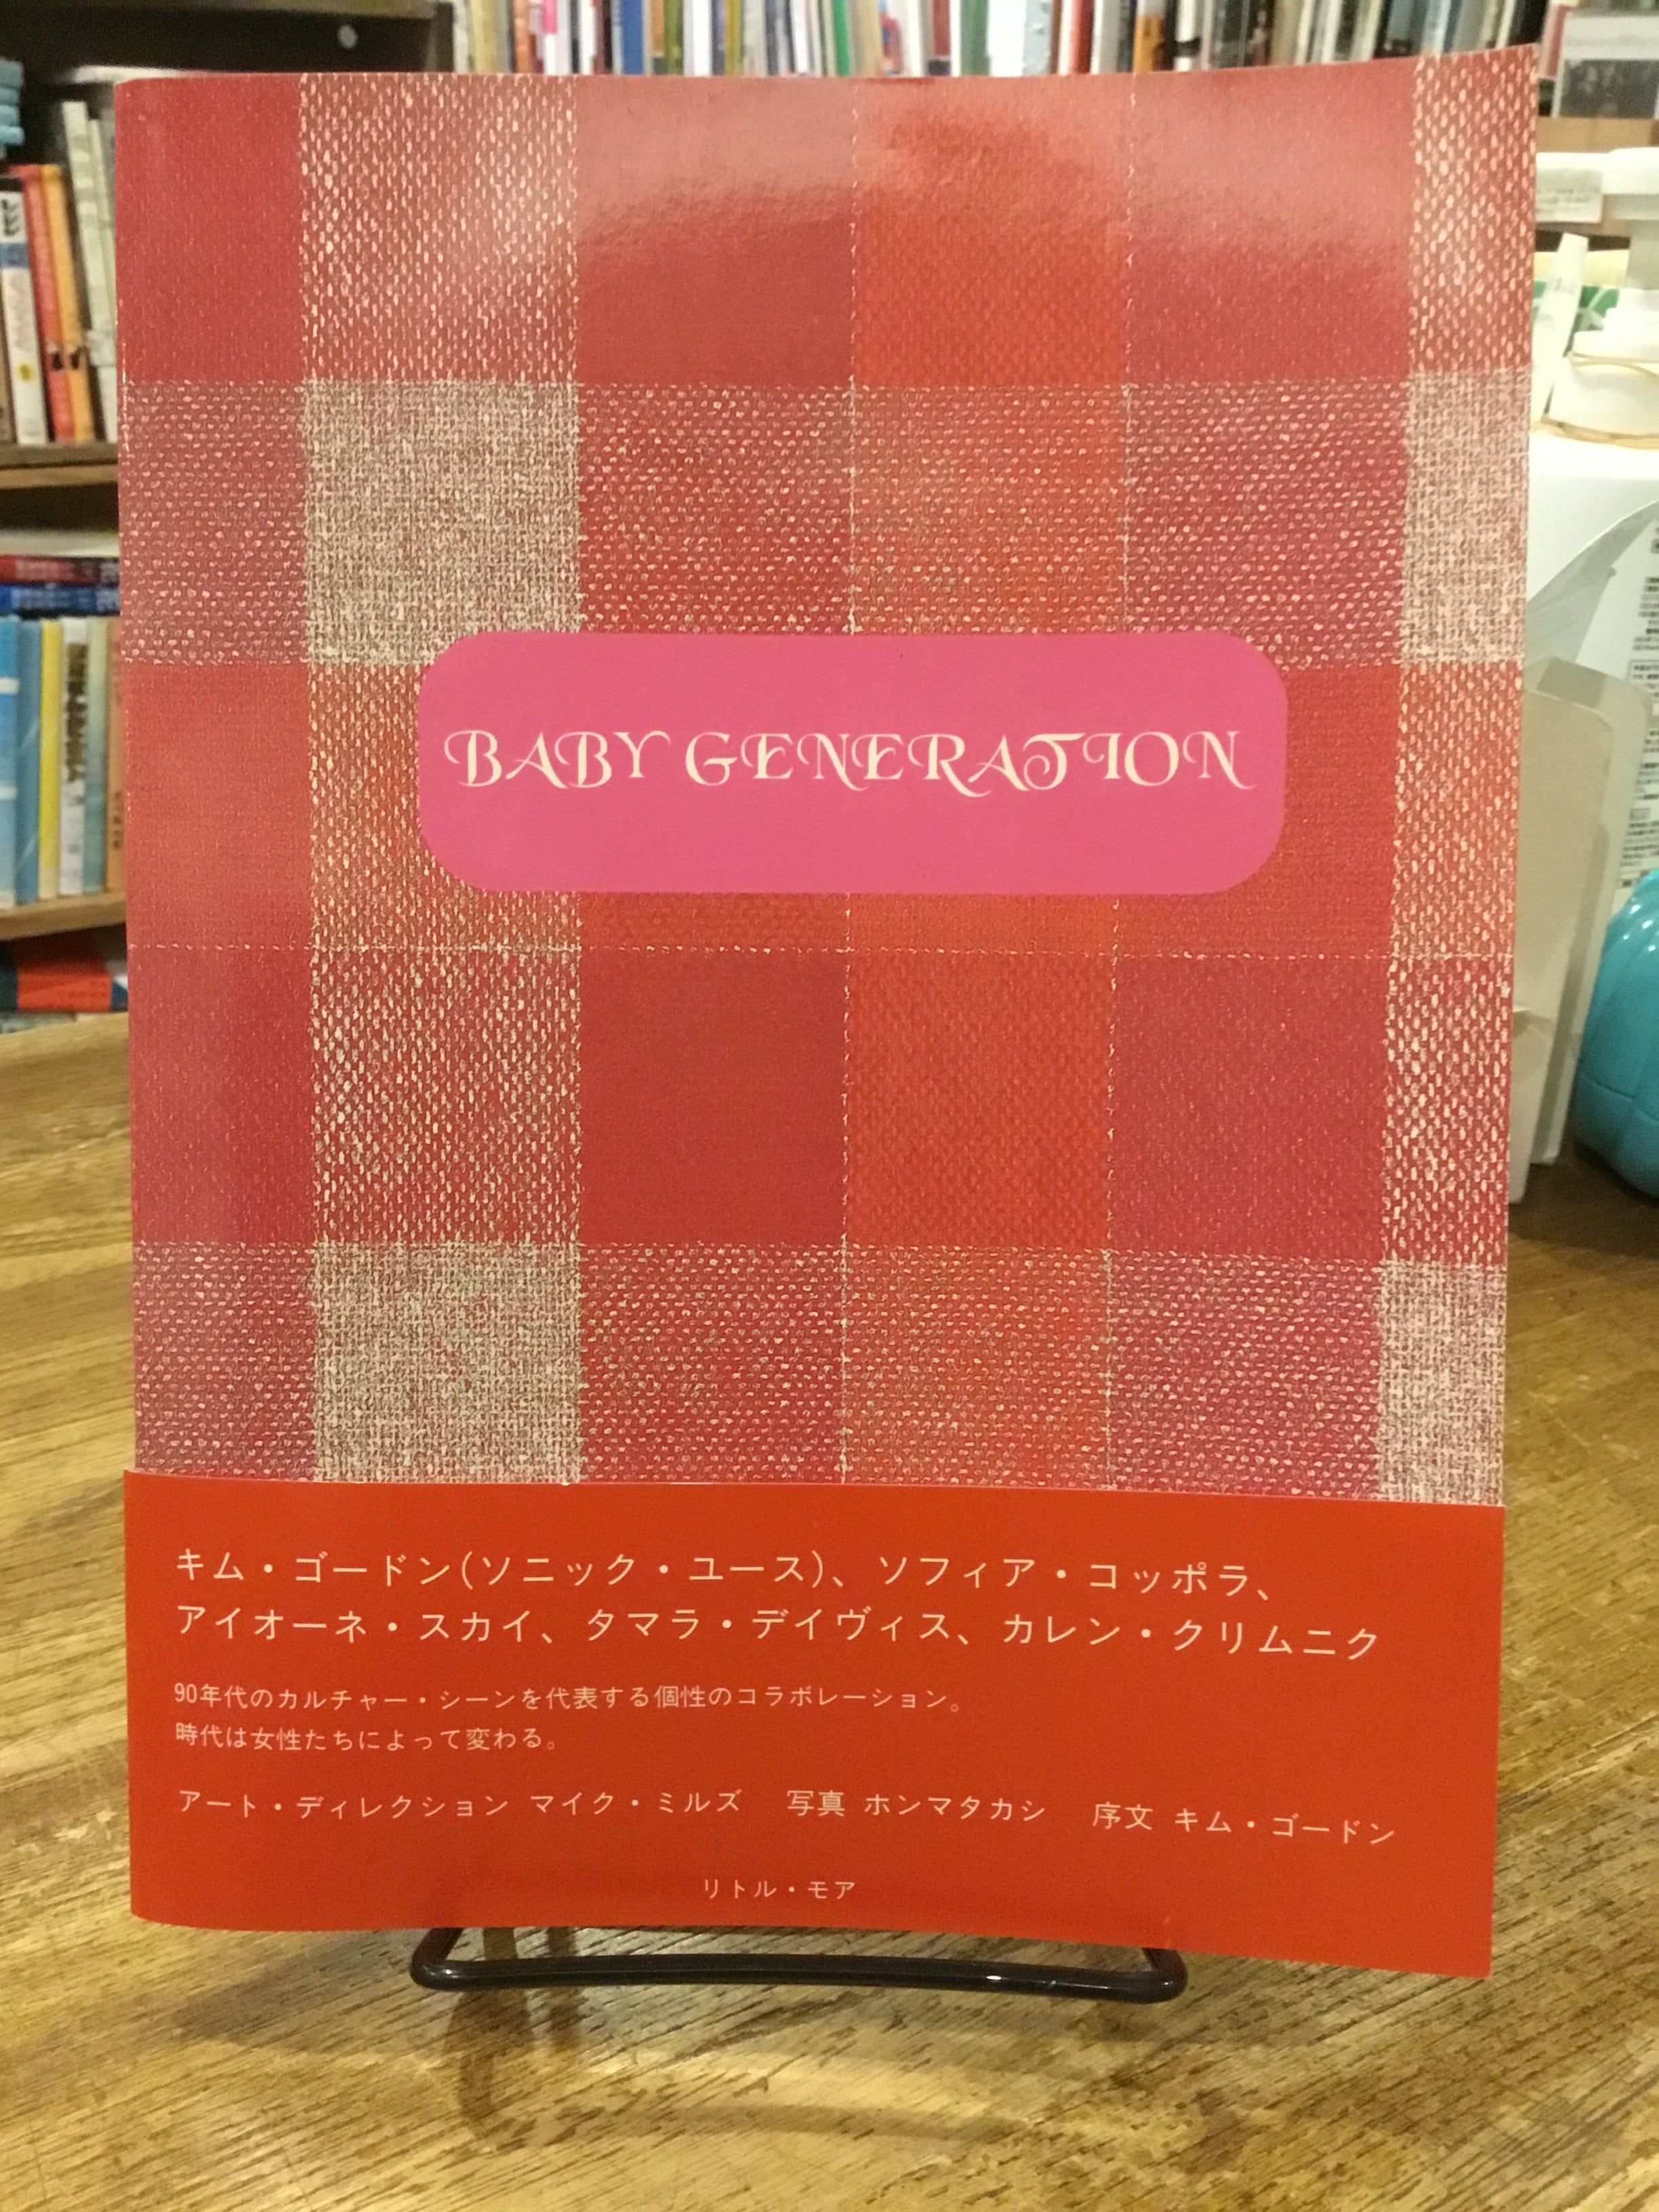 BABY GENERATION
キム・ゴードン(ソニック・ユース)、ソフィア・コッポラ、
アイオーネ・スカイ、タマラ・デイヴィス、カレン・クリムニク
90年代のカルチャー・シーンを代表する個性のコラボレーション。
時代は女性たちによって変わる。
アート・ディレクション マイク・ミルズ 写真 ホンマタカシ 序文 キム・ゴードン
リトル・モア